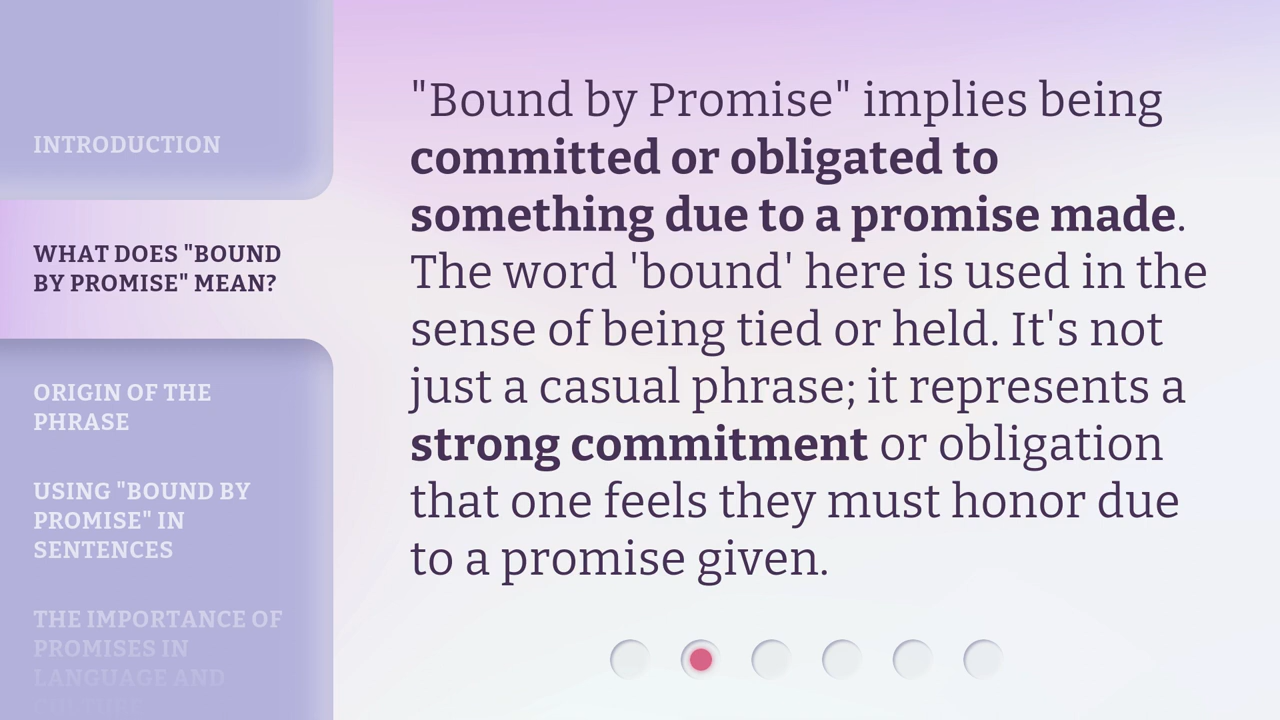 INTRODUCTION
WHAT DOES "BOUND
BY PROMISE" MEAN?
ORIGIN OF THE
PHRASE
USING "BOUND BY
PROMISE" IN
SENTENCES
THE IMPORTANCE OF
PROMISES IN
LANGUAGE AND
CULTURE
"Bound by Promise" implies being
committed or obligated to
something due to a promise made.
The word 'bound' here is used in the
sense of being tied or held. It's not
just a casual phrase; it represents a
strong commitment or obligation
that one feels they must honor due
to a promise given.